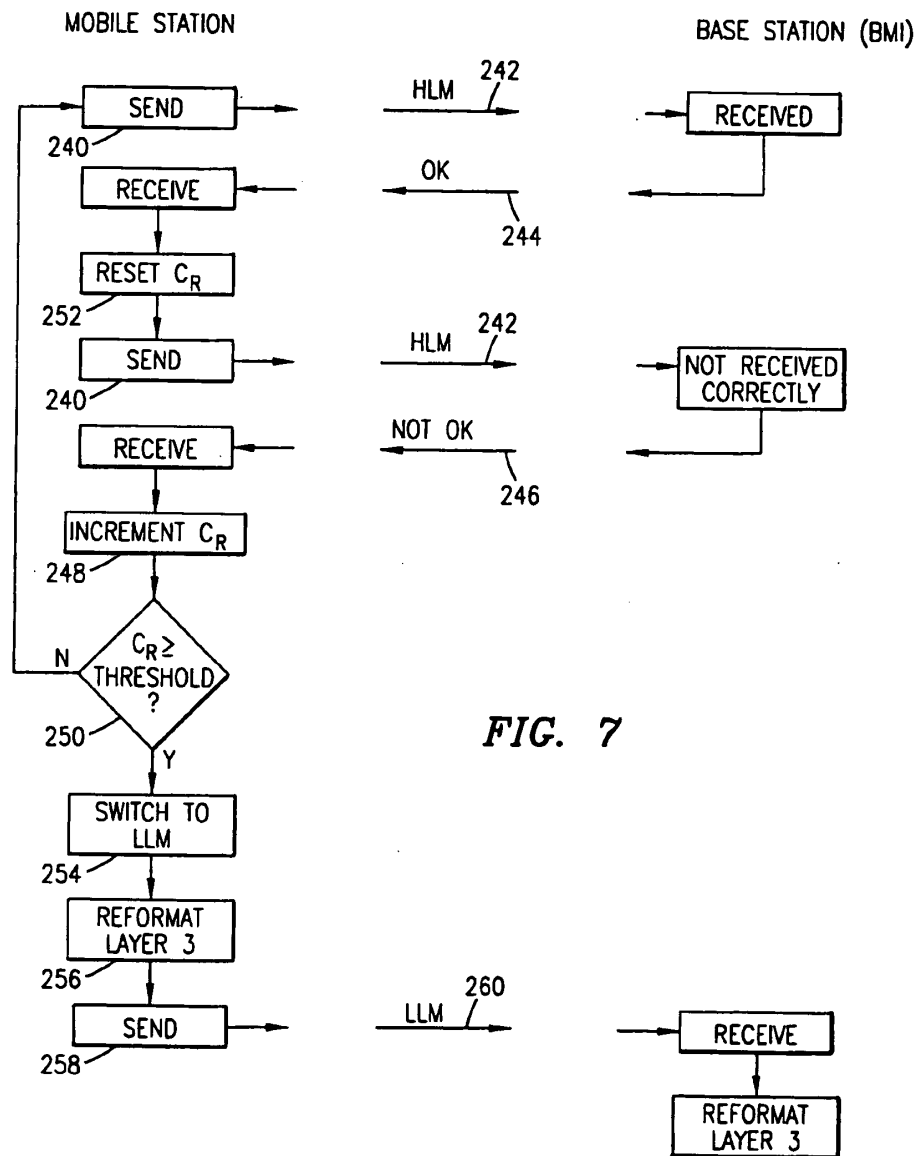 MOBILE STATION
BASE STATION (BMI)
SEND
240
HLM
242
RECEIVED
RECEIVE
OK
244
RESET C_R
252
SEND
240
HLM
242
NOT RECEIVED
CORRECTLY
RECEIVE
NOT OK
246
INCREMENT C_R
248
C_R ≥
THRESHOLD
?
N
250
Y
FIG. 7
SWITCH TO
LLM
254
REFORMAT
LAYER 3
256
SEND
258
LLM
260
RECEIVE
REFORMAT
LAYER 3